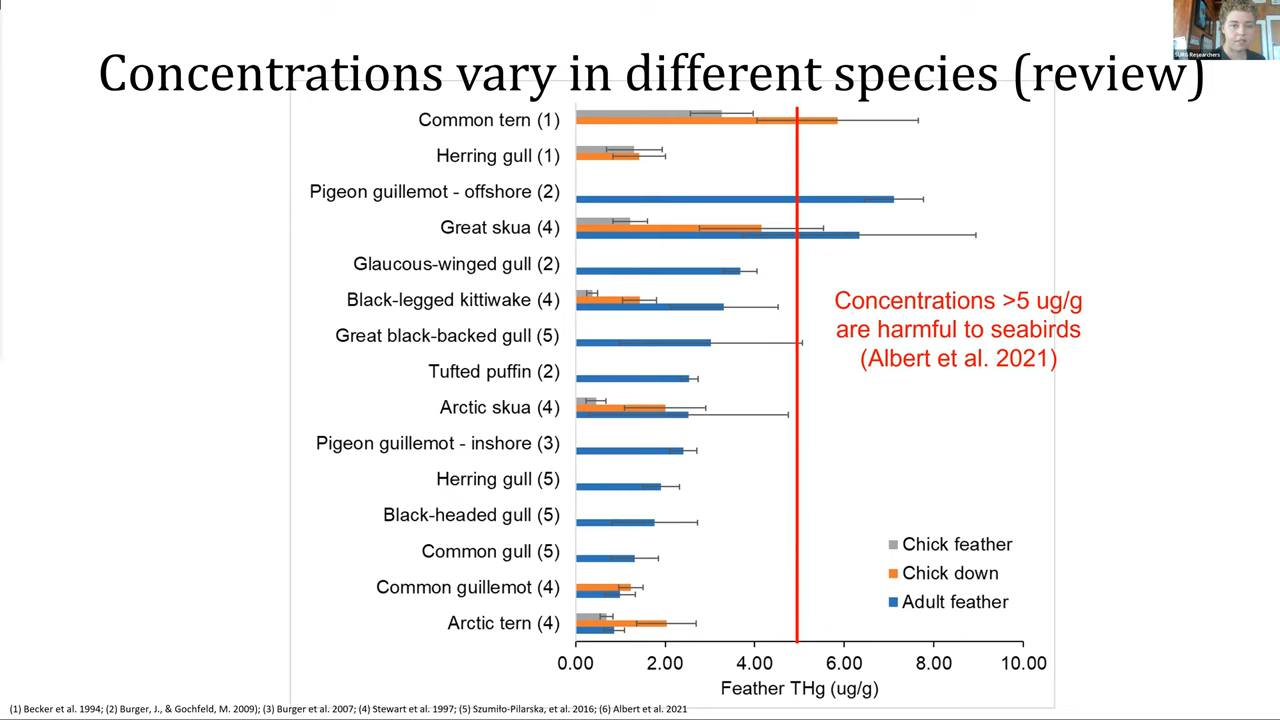 SURG Researchers
Concentrations vary in different species (review)
Common tern (1)
Herring gull (1)
Pigeon guillemot - offshore (2)
Great skua (4)
Glaucous-winged gull (2)
Black-legged kittiwake (4)
Great black-backed gull (5)
Tufted puffin (2)
Arctic skua (4)
Pigeon guillemot - inshore (3)
Herring gull (5)
Black-headed gull (5)
Common gull (5)
Common guillemot (4)
Arctic tern (4)
Concentrations >5 ug/g
are harmful to seabirds
(Albert et al. 2021)
Chick feather
Chick down
Adult feather
0.00 2.00 4.00 6.00 8.00 10.00
Feather THg (ug/g)
(1) Becker et al. 1994; (2) Burger, J., & Gochfeld, M. 2009); (3) Burger et al. 2007; (4) Stewart et al. 1997; (5) Szumiło-Pilarska, et al. 2016; (6) Albert et al. 2021